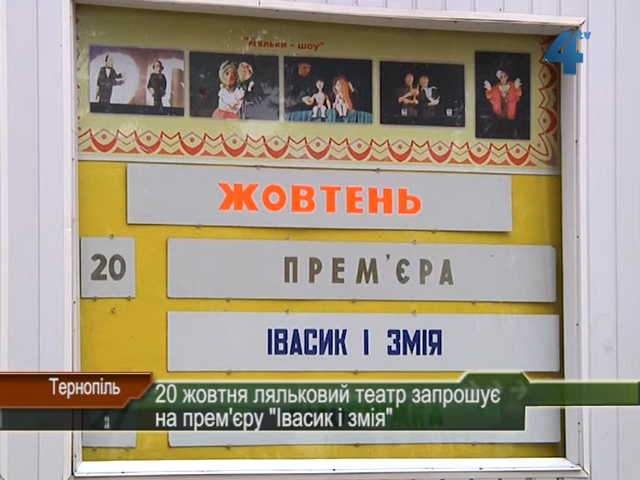 "Ляльки - шоу"
4tv
ЖОВТЕНЬ
20
ПРЕМ'ЄРА
ІВАСИК І ЗМІЯ
Тернопіль
20 жовтня ляльковий театр запрошує
на прем'єру "Івасик і змія"